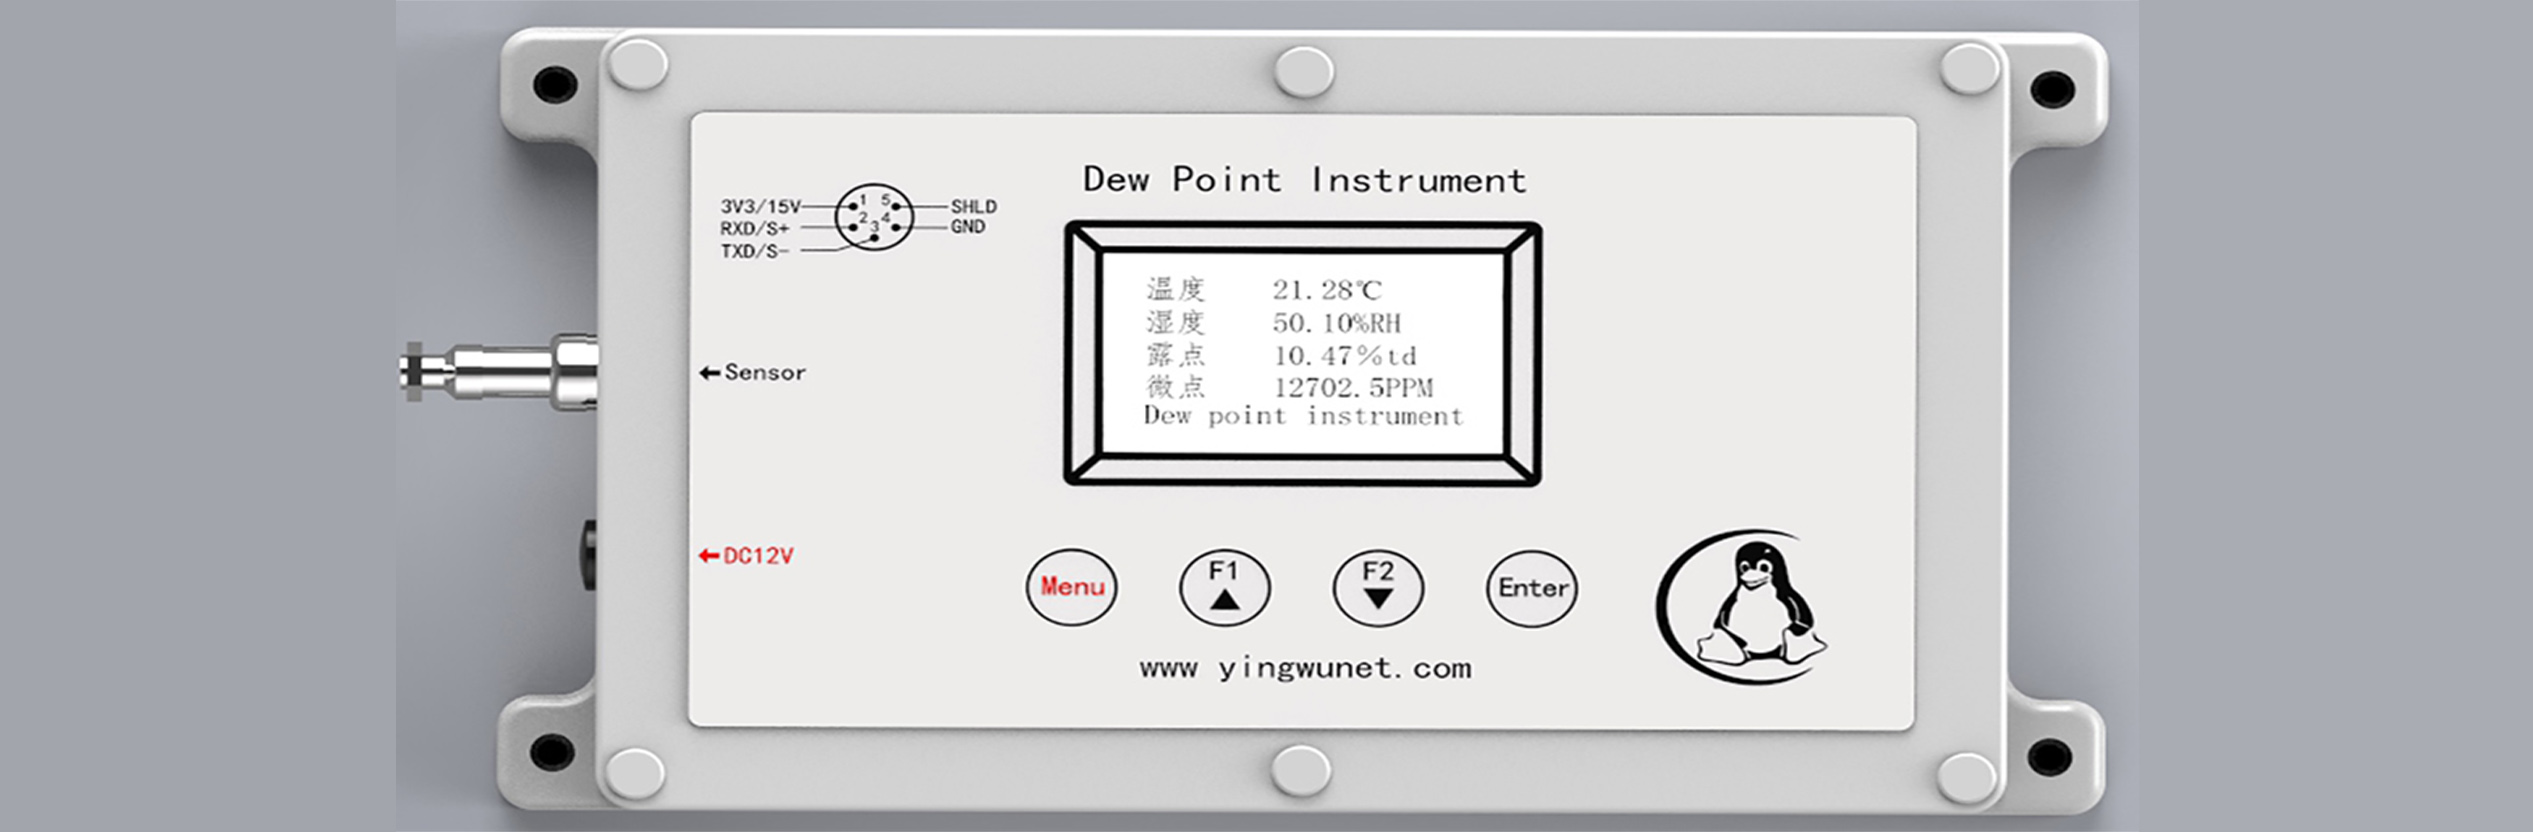 Dew Point Instrument
3V3/15V 1 5 SHLD
RXD/S+ 2 4 GND
TXD/S- 3
温度 21.28℃
湿度 50.10%RH
露点 10.47%td
微点 12702.5PPM
Dew point instrument
←Sensor
←DC12V
Menu F1▲ F2▼ Enter
www yingwunet.com